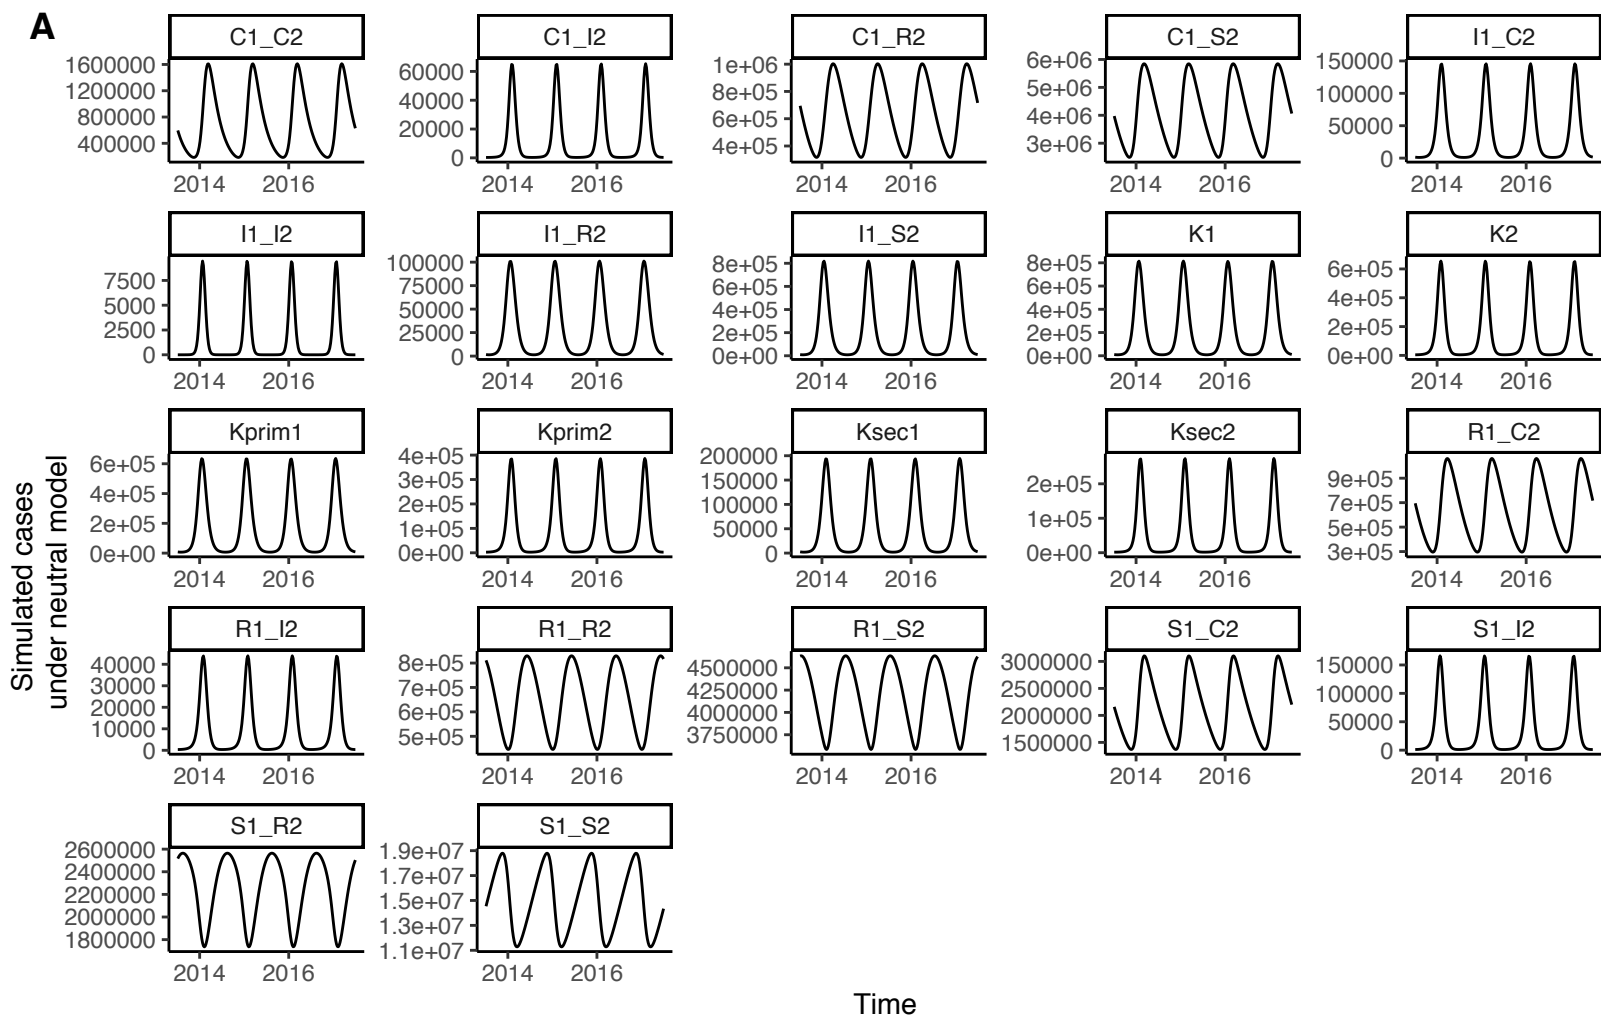 A
C1_C2
C1_I2
C1_R2
C1_S2
I1_C2
1600000
1200000
800000
400000
60000
40000
20000
0
1e+06
8e+05
6e+05
4e+05
6e+06
5e+06
4e+06
3e+06
150000
100000
50000
0
2014 2016
2014 2016
2014 2016
2014 2016
2014 2016
I1_I2
I1_R2
I1_S2
K1
K2
7500
5000
2500
0
100000
75000
50000
25000
0
8e+05
6e+05
4e+05
2e+05
0e+00
8e+05
6e+05
4e+05
2e+05
0e+00
6e+05
4e+05
2e+05
0e+00
2014 2016
2014 2016
2014 2016
2014 2016
2014 2016
Kprim1
Kprim2
Ksec1
Ksec2
R1_C2
6e+05
4e+05
2e+05
0e+00
4e+05
3e+05
2e+05
1e+05
0e+00
200000
150000
100000
50000
0
2e+05
1e+05
0e+00
9e+05
7e+05
5e+05
3e+05
2014 2016
2014 2016
2014 2016
2014 2016
2014 2016
R1_I2
R1_R2
R1_S2
S1_C2
S1_I2
40000
30000
20000
10000
0
8e+05
7e+05
6e+05
5e+05
4500000
4250000
4000000
3750000
3000000
2500000
2000000
1500000
150000
100000
50000
0
2014 2016
2014 2016
2014 2016
2014 2016
2014 2016
S1_R2
S1_S2
2600000
2400000
2200000
2000000
1800000
1.9e+07
1.7e+07
1.5e+07
1.3e+07
1.1e+07
2014 2016
2014 2016
Simulated cases
under neutral model
Time